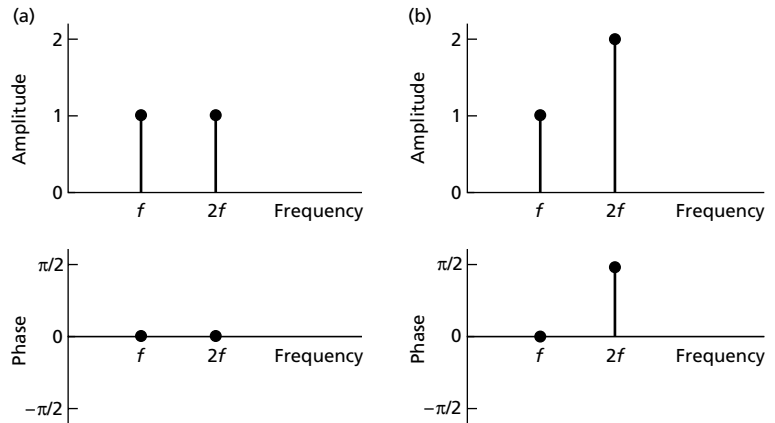 (a)
2
1
0
Amplitude
f
2f
Frequency
π/2
0
−π/2
Phase
f
2f
Frequency
(b)
2
1
0
Amplitude
f
2f
Frequency
π/2
0
−π/2
Phase
f
2f
Frequency